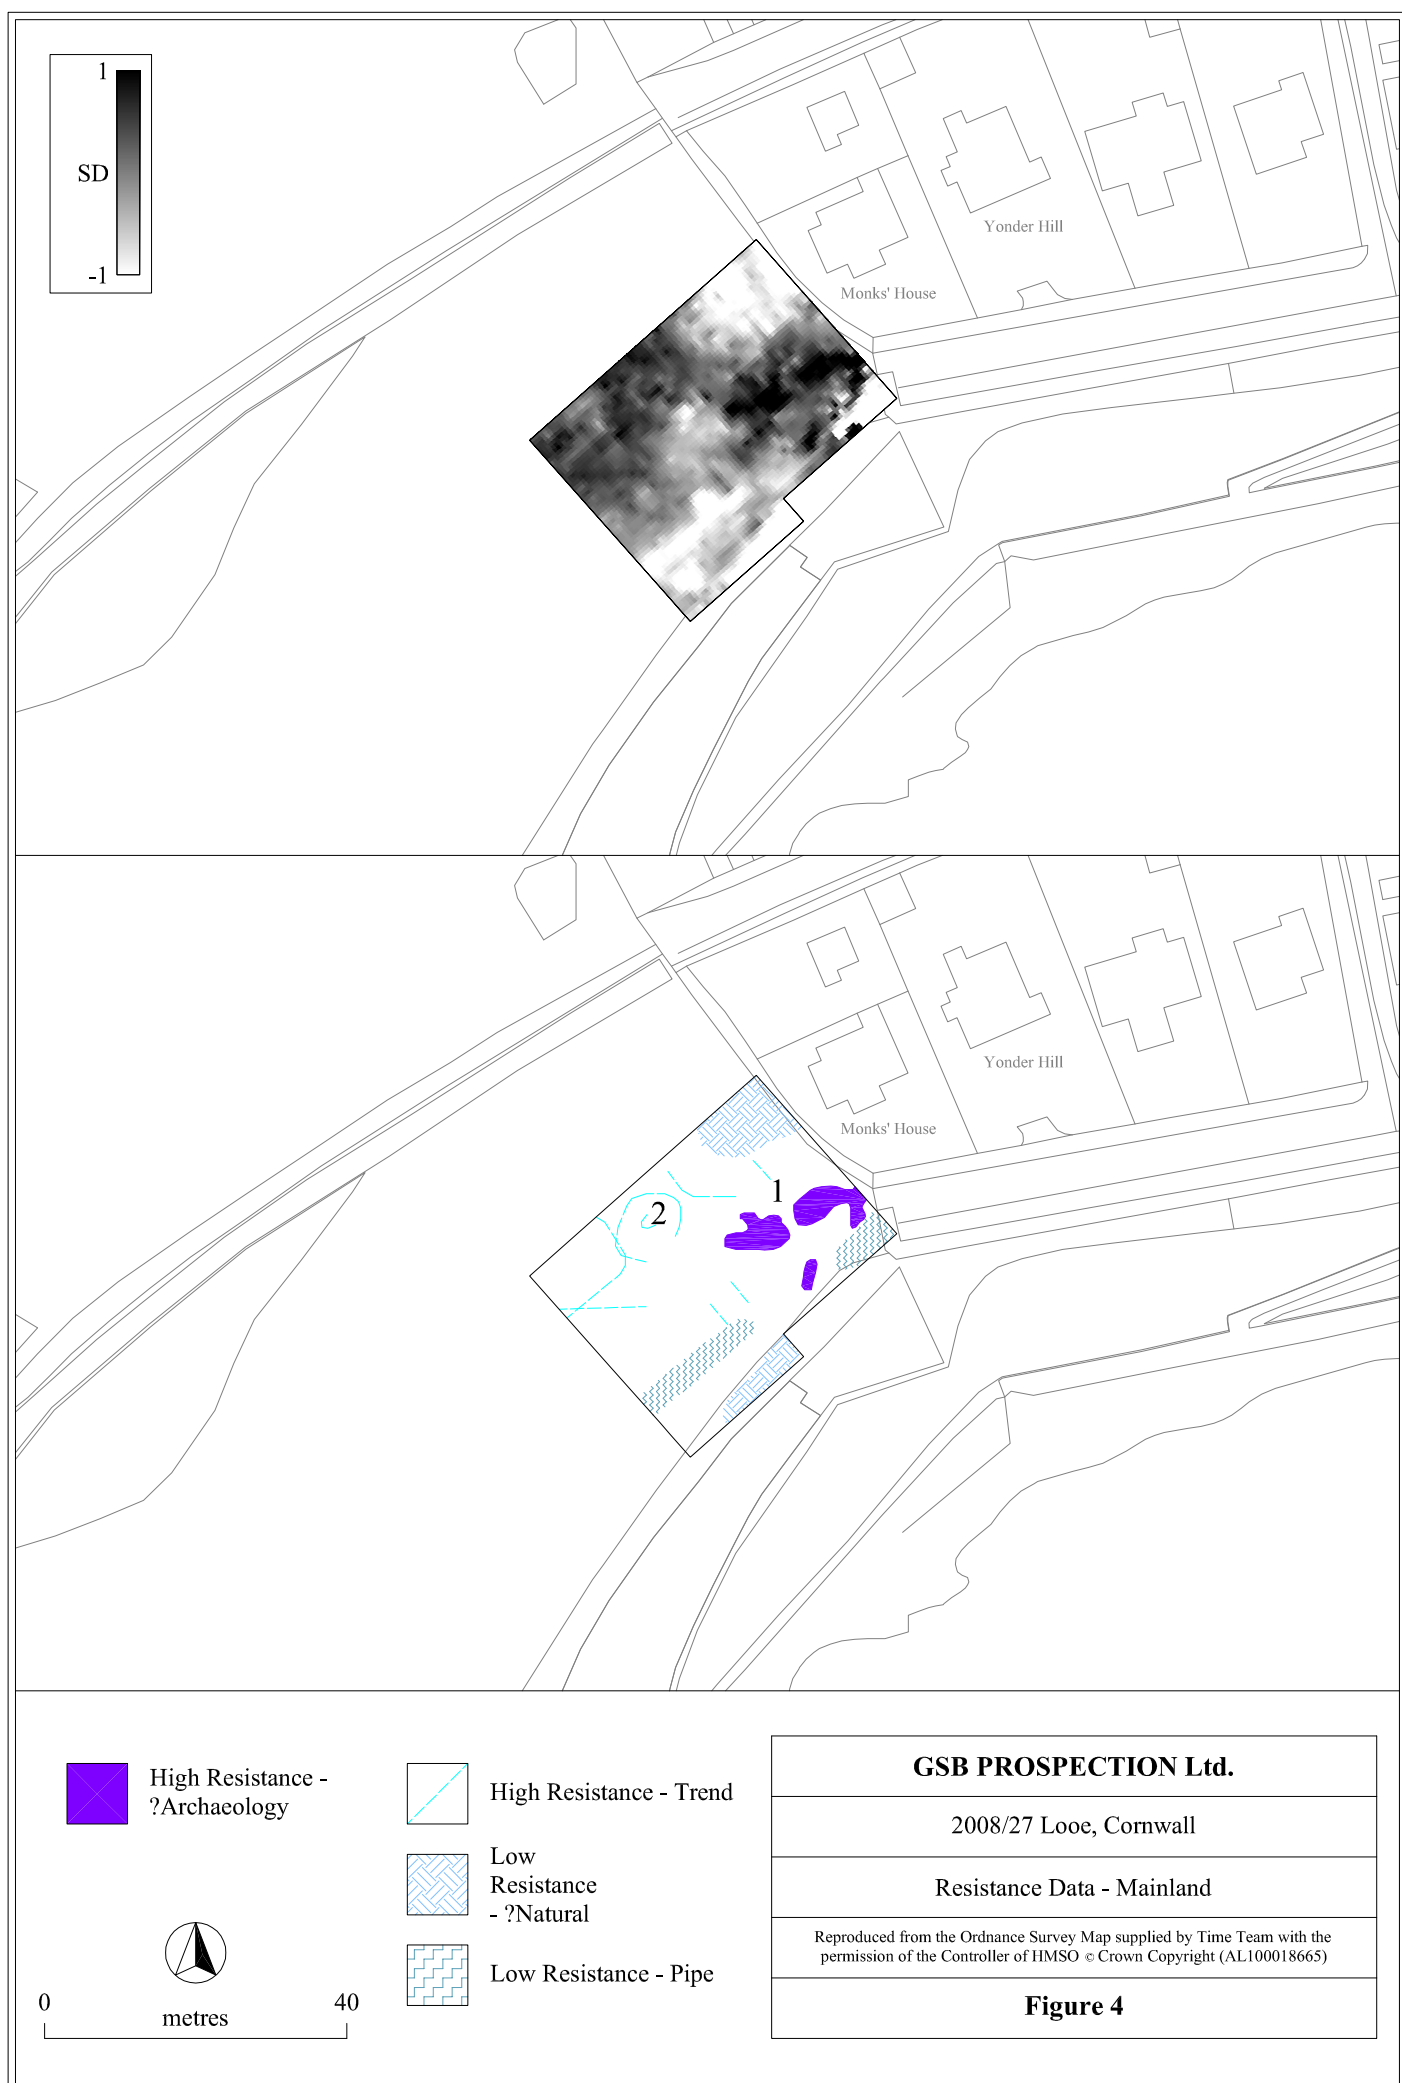 1
SD
-1
Yonder Hill
Monks' House
Yonder Hill
Monks' House
1
2
High Resistance -
?Archaeology
High Resistance - Trend
Low
Resistance
- ?Natural
Low Resistance - Pipe
0
40
metres
GSB PROSPECTION Ltd.
2008/27 Looe, Cornwall
Resistance Data - Mainland
Reproduced from the Ordnance Survey Map supplied by Time Team with the
permission of the Controller of HMSO © Crown Copyright (AL100018665)
Figure 4